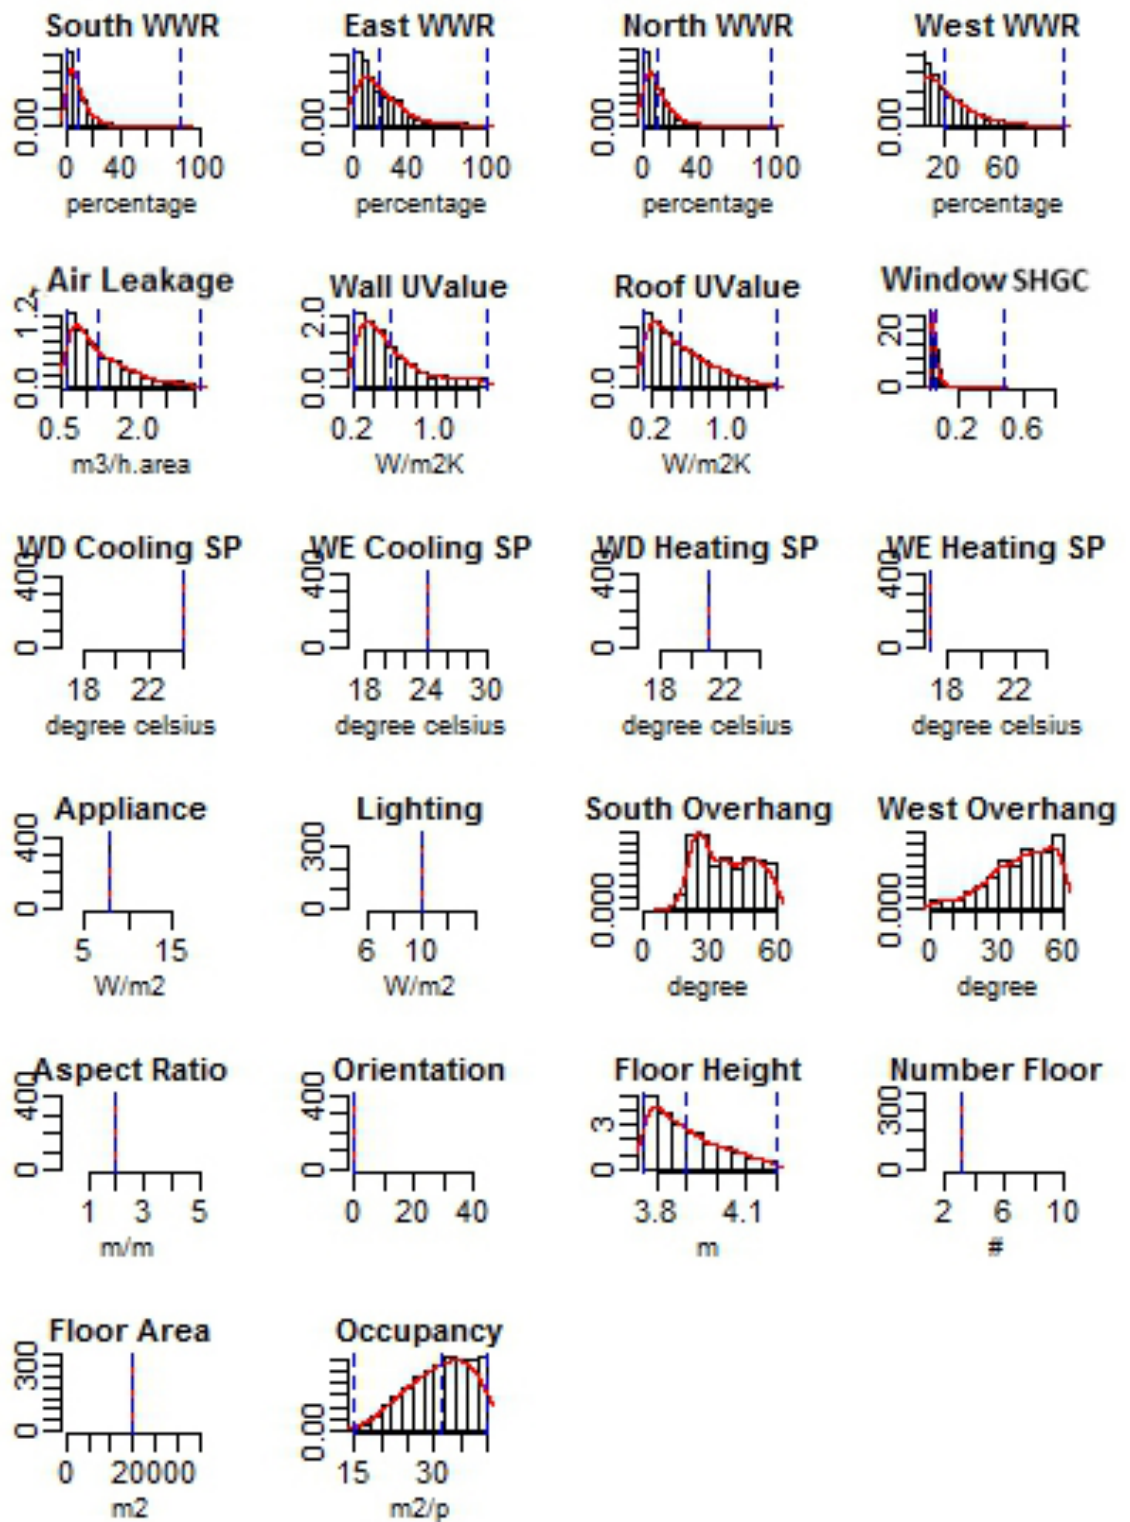 South WWR East WWR North WWR West WWR
0.00 0.00 0.00 0.00
0 40 100 0 40 100 0 40 100 20 60
percentage percentage percentage percentage
Air Leakage Wall UValue Roof UValue Window SHGC
0.0 1.2 0.0 2.0 0.0 0 20
0.5 2.0 0.2 1.0 0.2 1.0 0.2 0.6
m3/h.area W/m2K W/m2K
WD Cooling SP WE Cooling SP WD Heating SP WE Heating SP
0 400 0 400 0 400 0 400
18 22 18 24 30 18 22 18 22
degree celsius degree celsius degree celsius degree celsius
Appliance Lighting South Overhang West Overhang
0 400 0 300 0.000 0.000
5 15 6 10 0 30 60 0 30 60
W/m2 W/m2 degree degree
Aspect Ratio Orientation Floor Height Number Floor
0 400 0 400 0 3 0 300
1 3 5 0 20 40 3.8 4.1 2 6 10
m/m m #
Floor Area Occupancy
0 300 0.00
0 20000 15 30
m2 m2/p